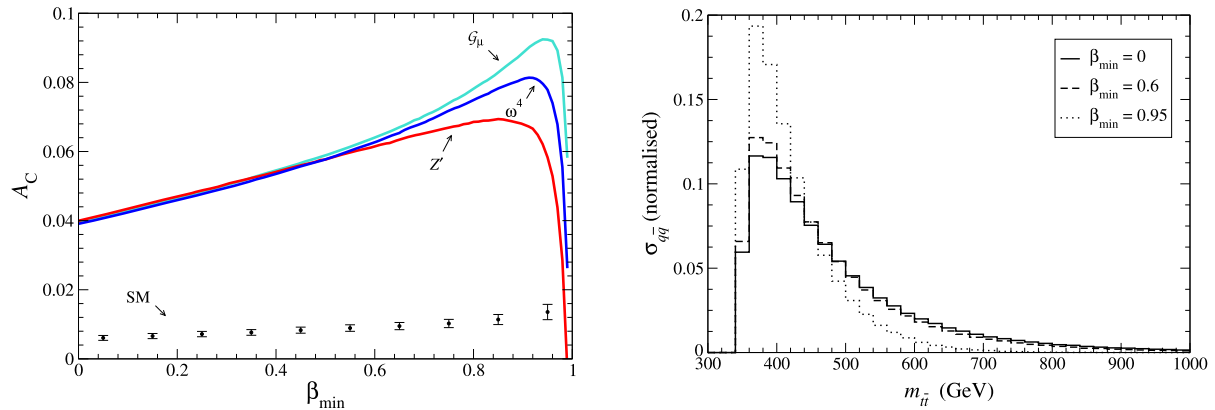 0.1
0.08
0.06
0.04
0.02
0
A_C
𝒢_μ
ω⁴
Z′
SM
0 0.2 0.4 0.6 0.8 1
β_min
0.2
0.15
0.1
0.05
0
σ_qq̄ (normalised)
β_min = 0
β_min = 0.6
β_min = 0.95
300 400 500 600 700 800 900 1000
m_tt̄ (GeV)